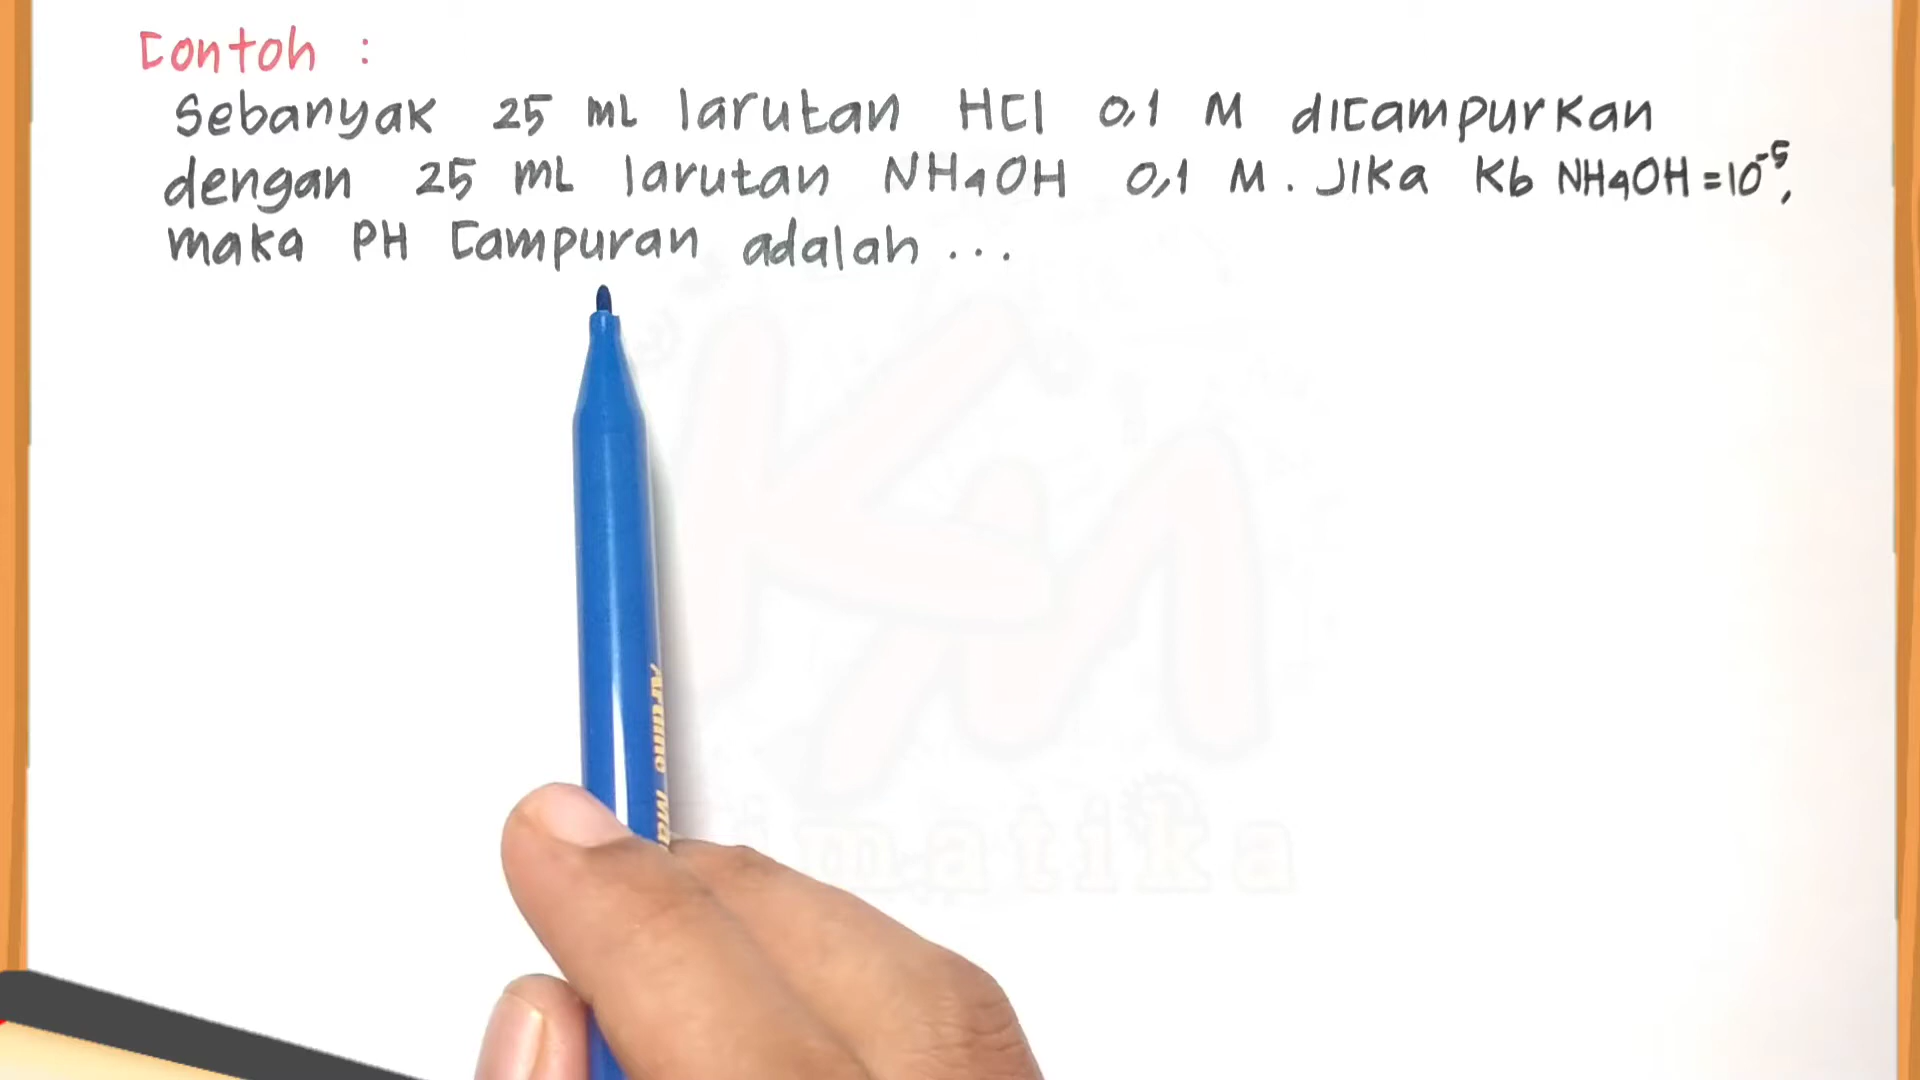 Contoh :
Sebanyak 25 mL larutan HCl 0,1 M dicampurkan
dengan 25 mL larutan NH4OH 0,1 M. Jika Kb NH4OH = 10⁻⁵,
maka PH Campuran adalah ...